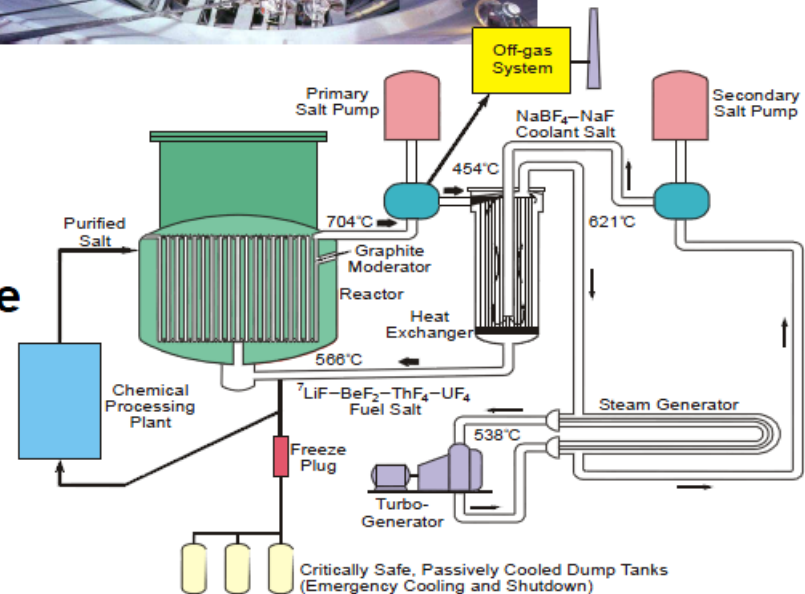 Off-gas
System
Primary
Salt Pump
Secondary
Salt Pump
NaBF₄–NaF
Coolant Salt
454°C
Purified
Salt
704°C
621°C
Graphite
Moderator
Reactor
e
Heat
Exchanger
566°C
⁷LiF–BeF₂–ThF₄–UF₄
Fuel Salt
Chemical
Processing
Plant
Steam Generator
538°C
Freeze
Plug
Turbo-
Generator
Critically Safe, Passively Cooled Dump Tanks
(Emergency Cooling and Shutdown)